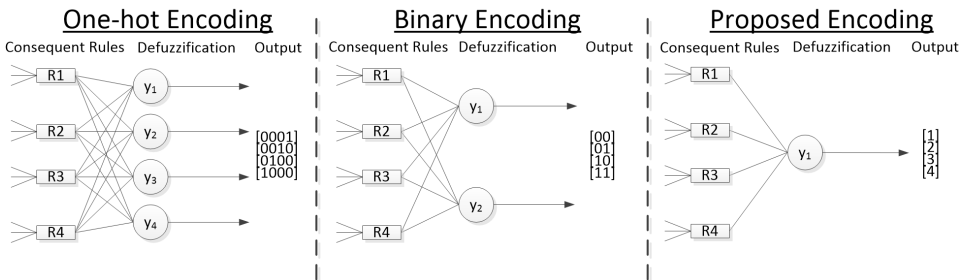 One-hot Encoding
Consequent Rules Defuzzification Output
R1
R2
R3
R4
y1
y2
y3
y4
[0001]
[0010]
[0100]
[1000]
Binary Encoding
Consequent Rules Defuzzification Output
R1
R2
R3
R4
y1
y2
[00]
[01]
[10]
[11]
Proposed Encoding
Consequent Rules Defuzzification Output
R1
R2
R3
R4
y1
[1]
[2]
[3]
[4]